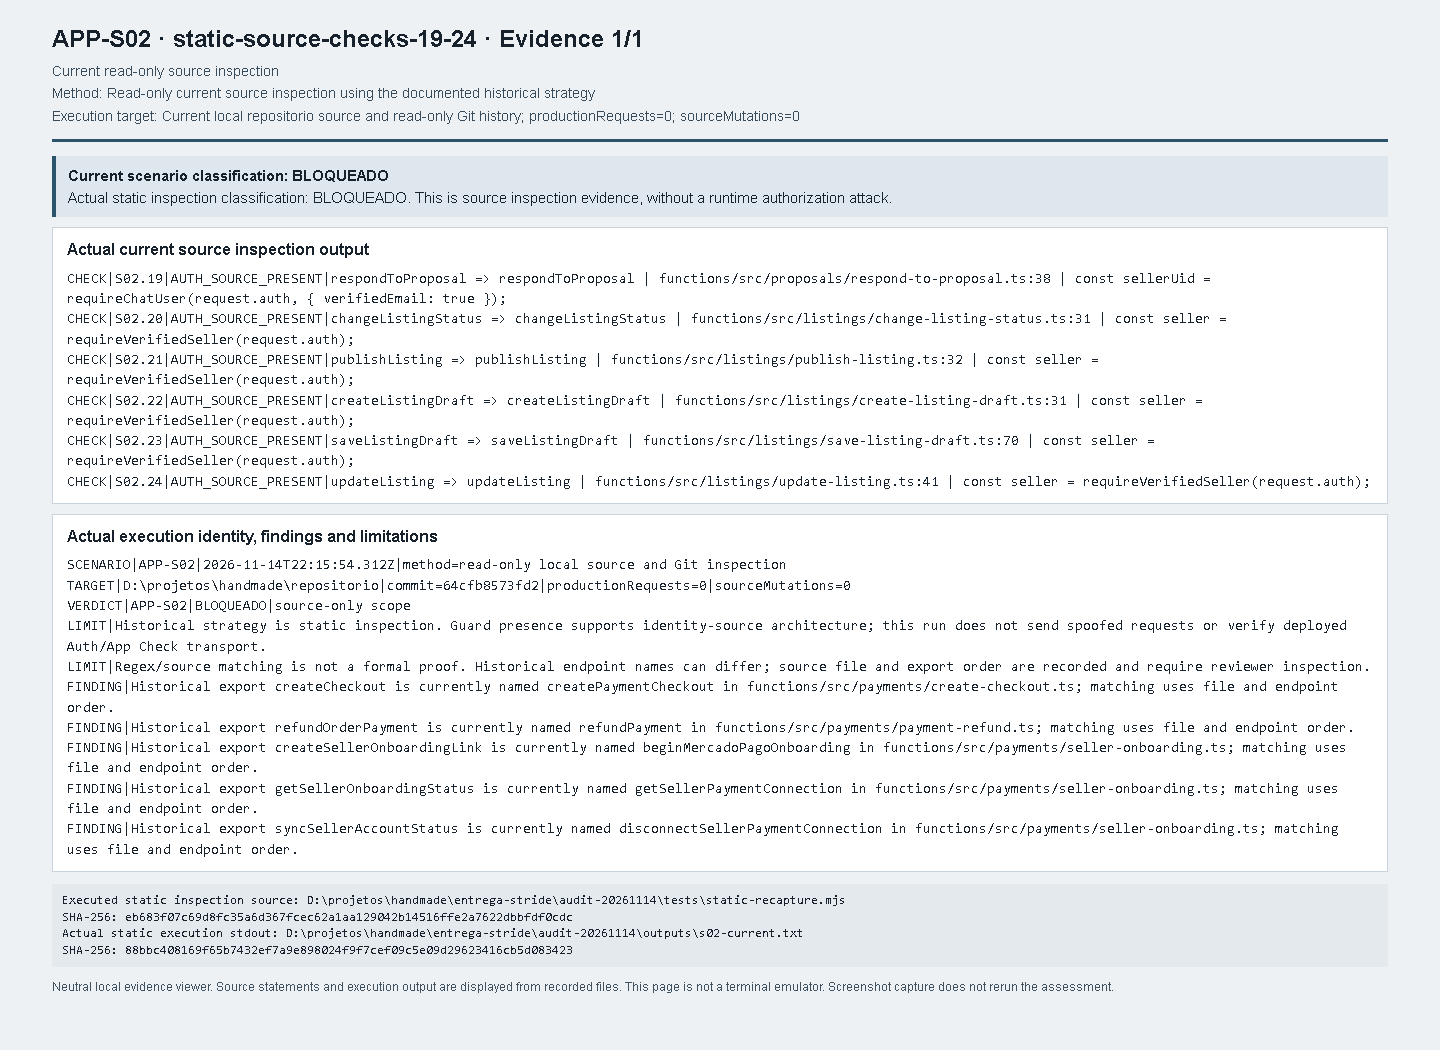 APP-S02 · static-source-checks-19-24 · Evidence 1/1
Current read-only source inspection
Method: Read-only current source inspection using the documented historical strategy
Execution target: Current local repositorio source and read-only Git history; productionRequests=0; sourceMutations=0
Current scenario classification: BLOQUEADO
Actual static inspection classification: BLOQUEADO. This is source inspection evidence, without a runtime authorization attack.
Actual current source inspection output
CHECK|S02.19|AUTH_SOURCE_PRESENT|respondToProposal => respondToProposal | functions/src/proposals/respond-to-proposal.ts:38 | const sellerUid =
requireChatUser(request.auth, { verifiedEmail: true });
CHECK|S02.20|AUTH_SOURCE_PRESENT|changeListingStatus => changeListingStatus | functions/src/listings/change-listing-status.ts:31 | const seller =
requireVerifiedSeller(request.auth);
CHECK|S02.21|AUTH_SOURCE_PRESENT|publishListing => publishListing | functions/src/listings/publish-listing.ts:32 | const seller =
requireVerifiedSeller(request.auth);
CHECK|S02.22|AUTH_SOURCE_PRESENT|createListingDraft => createListingDraft | functions/src/listings/create-listing-draft.ts:31 | const seller =
requireVerifiedSeller(request.auth);
CHECK|S02.23|AUTH_SOURCE_PRESENT|saveListingDraft => saveListingDraft | functions/src/listings/save-listing-draft.ts:70 | const seller =
requireVerifiedSeller(request.auth);
CHECK|S02.24|AUTH_SOURCE_PRESENT|updateListing => updateListing | functions/src/listings/update-listing.ts:41 | const seller = requireVerifiedSeller(request.auth);
Actual execution identity, findings and limitations
SCENARIO|APP-S02|2026-11-14T22:15:54.312Z|method=read-only local source and Git inspection
TARGET|D:\projetos\handmade\repositorio|commit=64cfb8573fd2|productionRequests=0|sourceMutations=0
VERDICT|APP-S02|BLOQUEADO|source-only scope
LIMIT|Historical strategy is static inspection. Guard presence supports identity-source architecture; this run does not send spoofed requests or verify deployed
Auth/App Check transport.
LIMIT|Regex/source matching is not a formal proof. Historical endpoint names can differ; source file and export order are recorded and require reviewer inspection.
FINDING|Historical export createCheckout is currently named createPaymentCheckout in functions/src/payments/create-checkout.ts; matching uses file and endpoint
order.
FINDING|Historical export refundOrderPayment is currently named refundPayment in functions/src/payments/payment-refund.ts; matching uses file and endpoint order.
FINDING|Historical export createSellerOnboardingLink is currently named beginMercadoPagoOnboarding in functions/src/payments/seller-onboarding.ts; matching uses
file and endpoint order.
FINDING|Historical export getSellerOnboardingStatus is currently named getSellerPaymentConnection in functions/src/payments/seller-onboarding.ts; matching uses
file and endpoint order.
FINDING|Historical export syncSellerAccountStatus is currently named disconnectSellerPaymentConnection in functions/src/payments/seller-onboarding.ts; matching
uses file and endpoint order.
Executed static inspection source: D:\projetos\handmade\entrega-stride\audit-20261114\tests\static-recapture.mjs
SHA-256: eb683f07c69d8fc35a6d367fcec62a1aa129042b14516ffe2a7622dbbfdf0cdc
Actual static execution stdout: D:\projetos\handmade\entrega-stride\audit-20261114\outputs\s02-current.txt
SHA-256: 88bbc408169f65b7432ef7a9e898024f9f7cef09c5e09d29623416cb5d083423
Neutral local evidence viewer. Source statements and execution output are displayed from recorded files. This page is not a terminal emulator. Screenshot capture does not rerun the assessment.